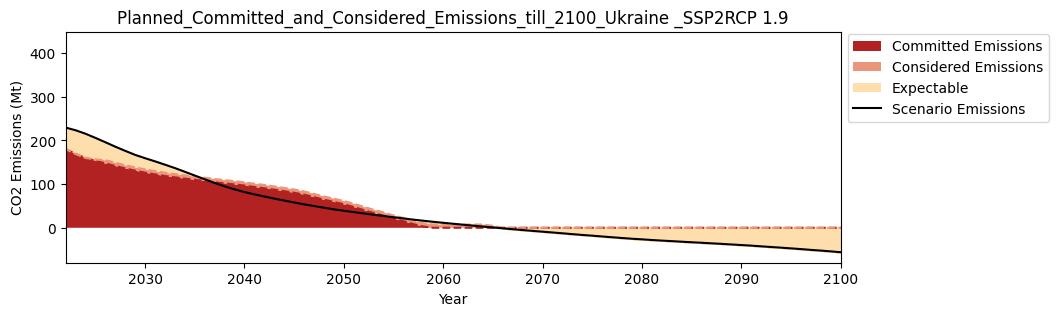 Planned_Committed_and_Considered_Emissions_till_2100_Ukraine _SSP2RCP 1.9
CO2 Emissions (Mt)
400
300
200
100
0
2030 2040 2050 2060 2070 2080 2090 2100
Year
Committed Emissions
Considered Emissions
Expectable
Scenario Emissions